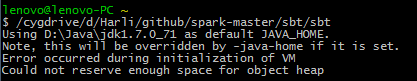 lenovo@lenovo-PC ~
$ /cygdrive/d/Harli/github/spark-master/sbt/sbt
Using D:\Java\jdk1.7.0_71 as default JAVA_HOME.
Note, this will be overridden by -java-home if it is set.
Error occurred during initialization of VM
Could not reserve enough space for object heap